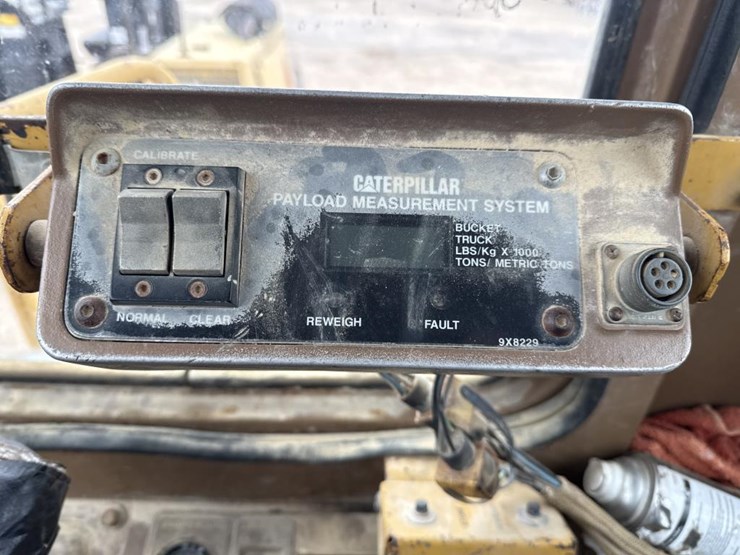 CALIBRATE
CATERPILLAR
PAYLOAD MEASUREMENT SYSTEM
BUCKET
TRUCK
LBS/Kg X 1000
TONS/ METRIC TONS
NORMAL CLEAR
REWEIGH FAULT
9X8229